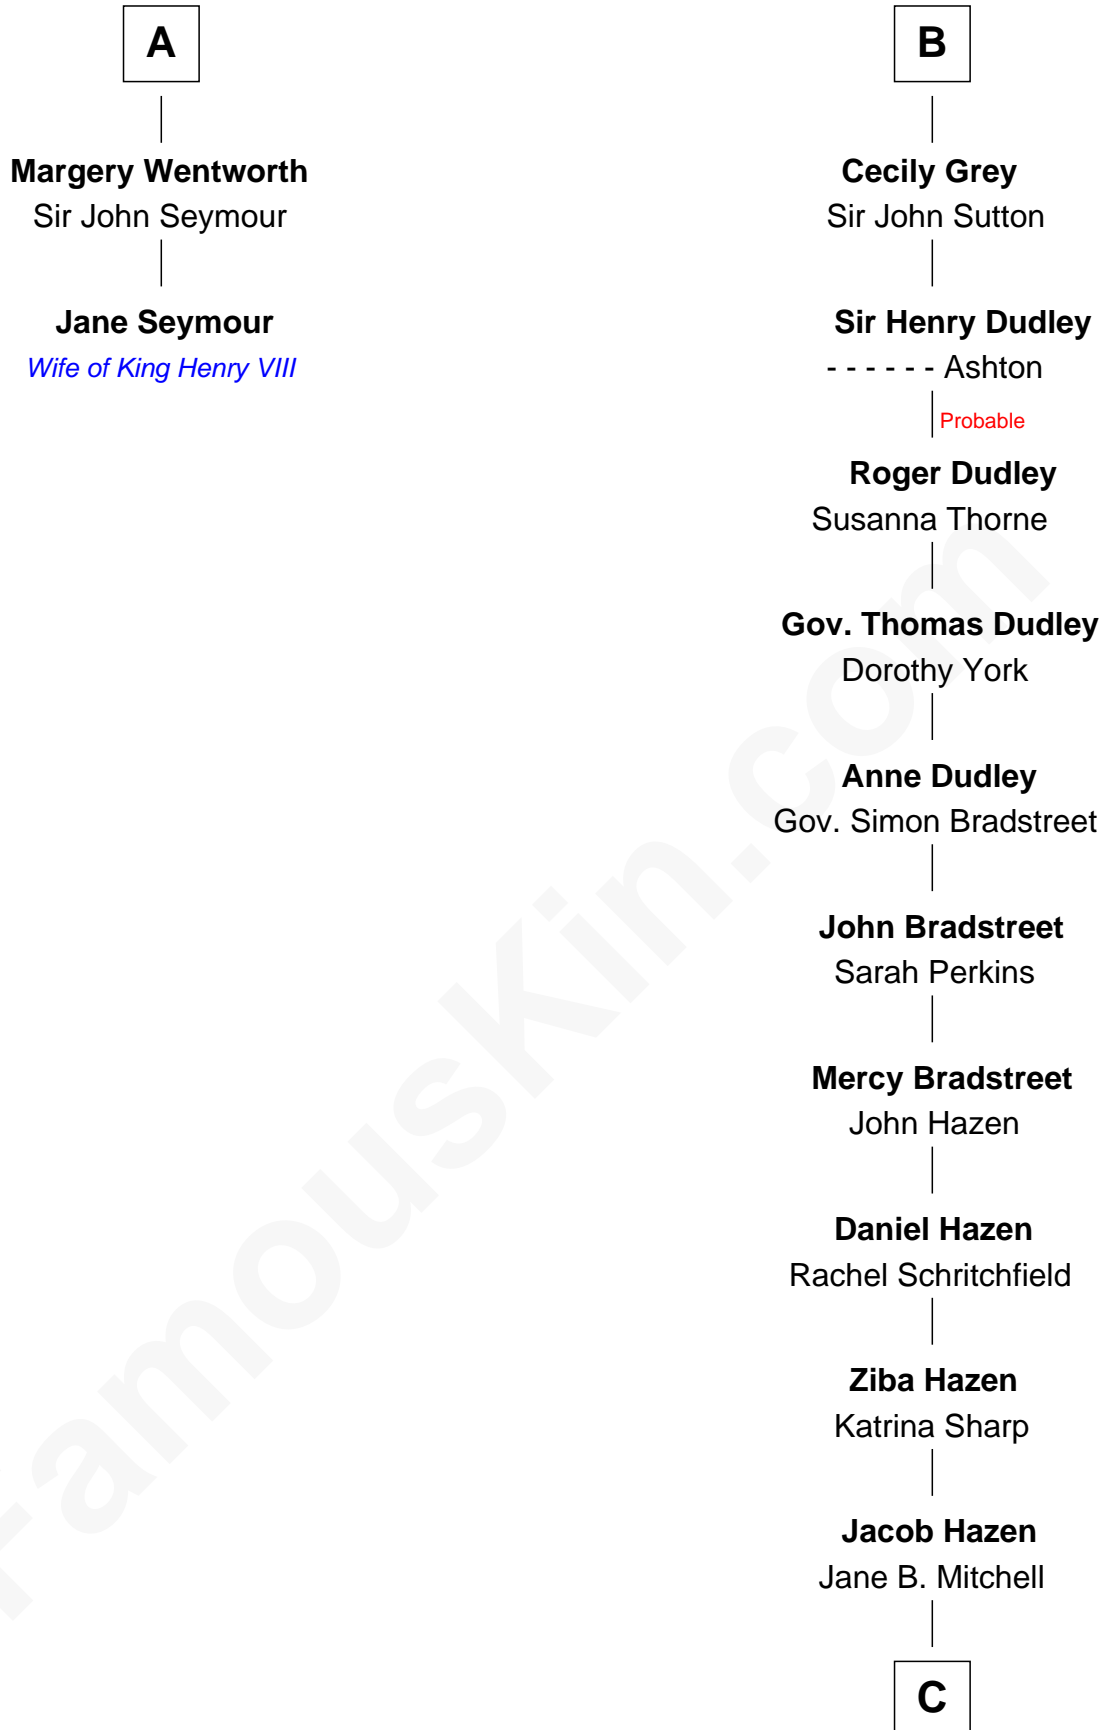 A
Margery Wentworth
Sir John Seymour
Jane Seymour
Wife of King Henry VIII
B
Cecily Grey
Sir John Sutton
Sir Henry Dudley
- - - - - - Ashton
Probable
Roger Dudley
Susanna Thorne
Gov. Thomas Dudley
Dorothy York
Anne Dudley
Gov. Simon Bradstreet
John Bradstreet
Sarah Perkins
Mercy Bradstreet
John Hazen
Daniel Hazen
Rachel Schritchfield
Ziba Hazen
Katrina Sharp
Jacob Hazen
Jane B. Mitchell
C
FamousKin.com